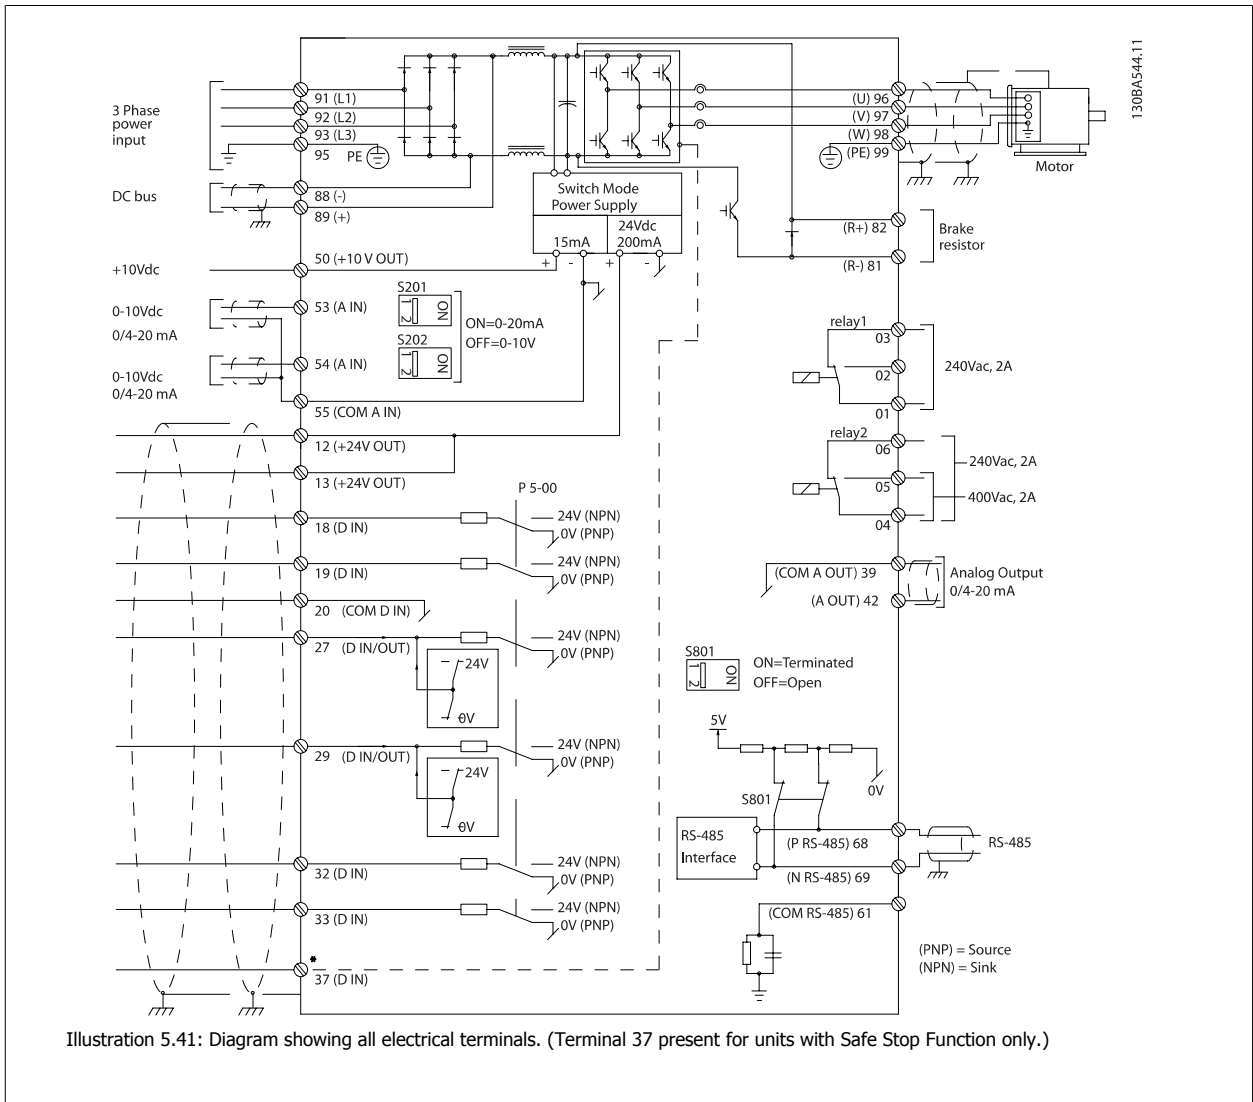 130BA544.11
3 Phase
power
input
91 (L1)
92 (L2)
93 (L3)
95 PE
DC bus
88 (-)
89 (+)
+10Vdc
50 (+10 V OUT)
0-10Vdc
0/4-20 mA
53 (A IN)
0-10Vdc
0/4-20 mA
54 (A IN)
55 (COM A IN)
12 (+24V OUT)
13 (+24V OUT)
18 (D IN)
19 (D IN)
20 (COM D IN)
27 (D IN/OUT)
24V
0V
29 (D IN/OUT)
24V
0V
32 (D IN)
33 (D IN)
*
37 (D IN)
S201
1 2
ON
S202
1 2
ON
ON=0-20mA
OFF=0-10V
Switch Mode
Power Supply
24Vdc
15mA 200mA
+ - + -
P 5-00
24V (NPN)
0V (PNP)
24V (NPN)
0V (PNP)
24V (NPN)
0V (PNP)
24V (NPN)
0V (PNP)
24V (NPN)
0V (PNP)
24V (NPN)
0V (PNP)
(U) 96
(V) 97
(W) 98
(PE) 99
Motor
(R+) 82
Brake
resistor
(R-) 81
relay1
03
02
01
240Vac, 2A
relay2
06
05
04
240Vac, 2A
400Vac, 2A
(COM A OUT) 39
(A OUT) 42
Analog Output
0/4-20 mA
S801
1 2
ON
ON=Terminated
OFF=Open
5V
0V
S801
RS-485
Interface
(P RS-485) 68
(N RS-485) 69
RS-485
(COM RS-485) 61
(PNP) = Source
(NPN) = Sink
Illustration 5.41: Diagram showing all electrical terminals. (Terminal 37 present for units with Safe Stop Function only.)